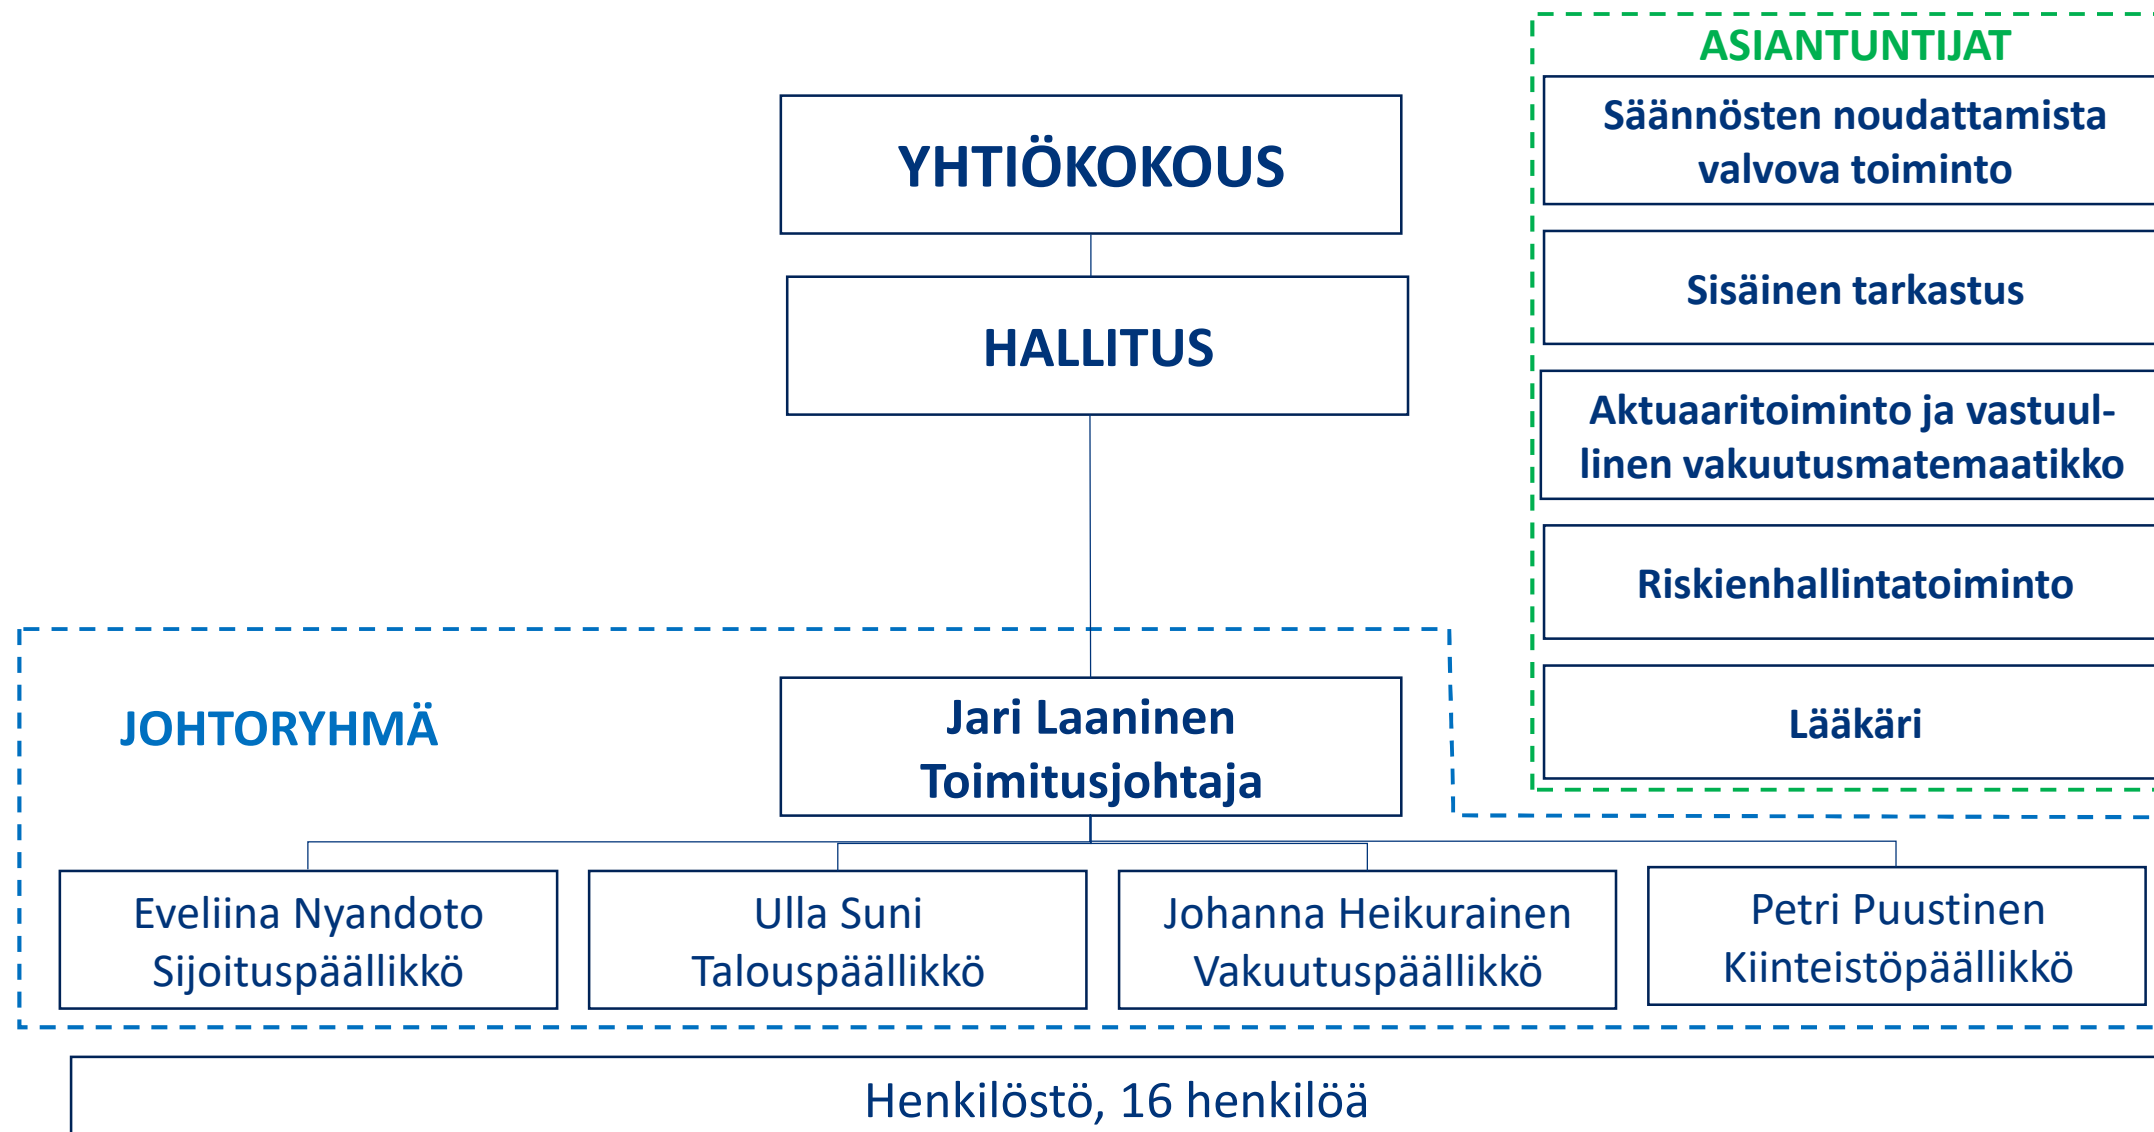 YHTIÖKOKOUS
HALLITUS
ASIANTUNTIJAT
Säännösten noudattamista
valvova toiminto
Sisäinen tarkastus
Aktuaaritoiminto ja vastuul-
linen vakuutusmatemaatikko
Riskienhallintatoiminto
Lääkäri
JOHTORYHMÄ
Jari Laaninen
Toimitusjohtaja
Eveliina Nyandoto
Sijoituspäällikkö
Ulla Suni
Talouspäällikkö
Johanna Heikurainen
Vakuutuspäällikkö
Petri Puustinen
Kiinteistöpäällikkö
Henkilöstö, 16 henkilöä